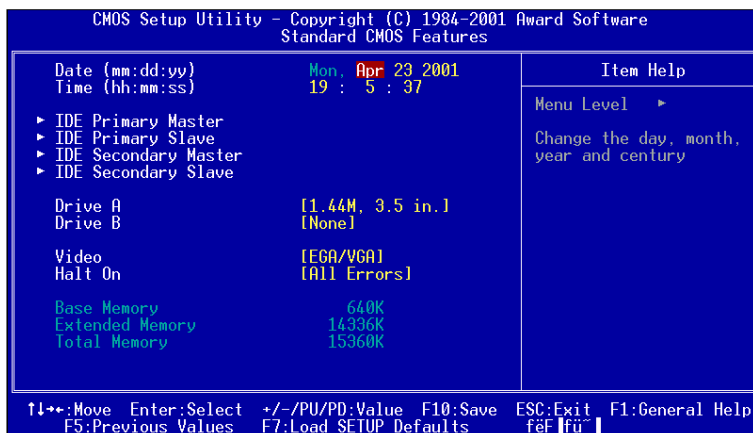 CMOS Setup Utility - Copyright (C) 1984-2001 Award Software
Standard CMOS Features
Date (mm:dd:yy) Mon, Apr 23 2001
Time (hh:mm:ss) 19 : 5 : 37
► IDE Primary Master
► IDE Primary Slave
► IDE Secondary Master
► IDE Secondary Slave
Drive A [1.44M, 3.5 in.]
Drive B [None]
Video [EGA/VGA]
Halt On [All Errors]
Base Memory 640K
Extended Memory 14336K
Total Memory 15360K
Item Help
Menu Level ►
Change the day, month,
year and century
↑↓→←:Move Enter:Select +/-/PU/PD:Value F10:Save ESC:Exit F1:General Help
F5:Previous Values F7:Load SETUP Defaults